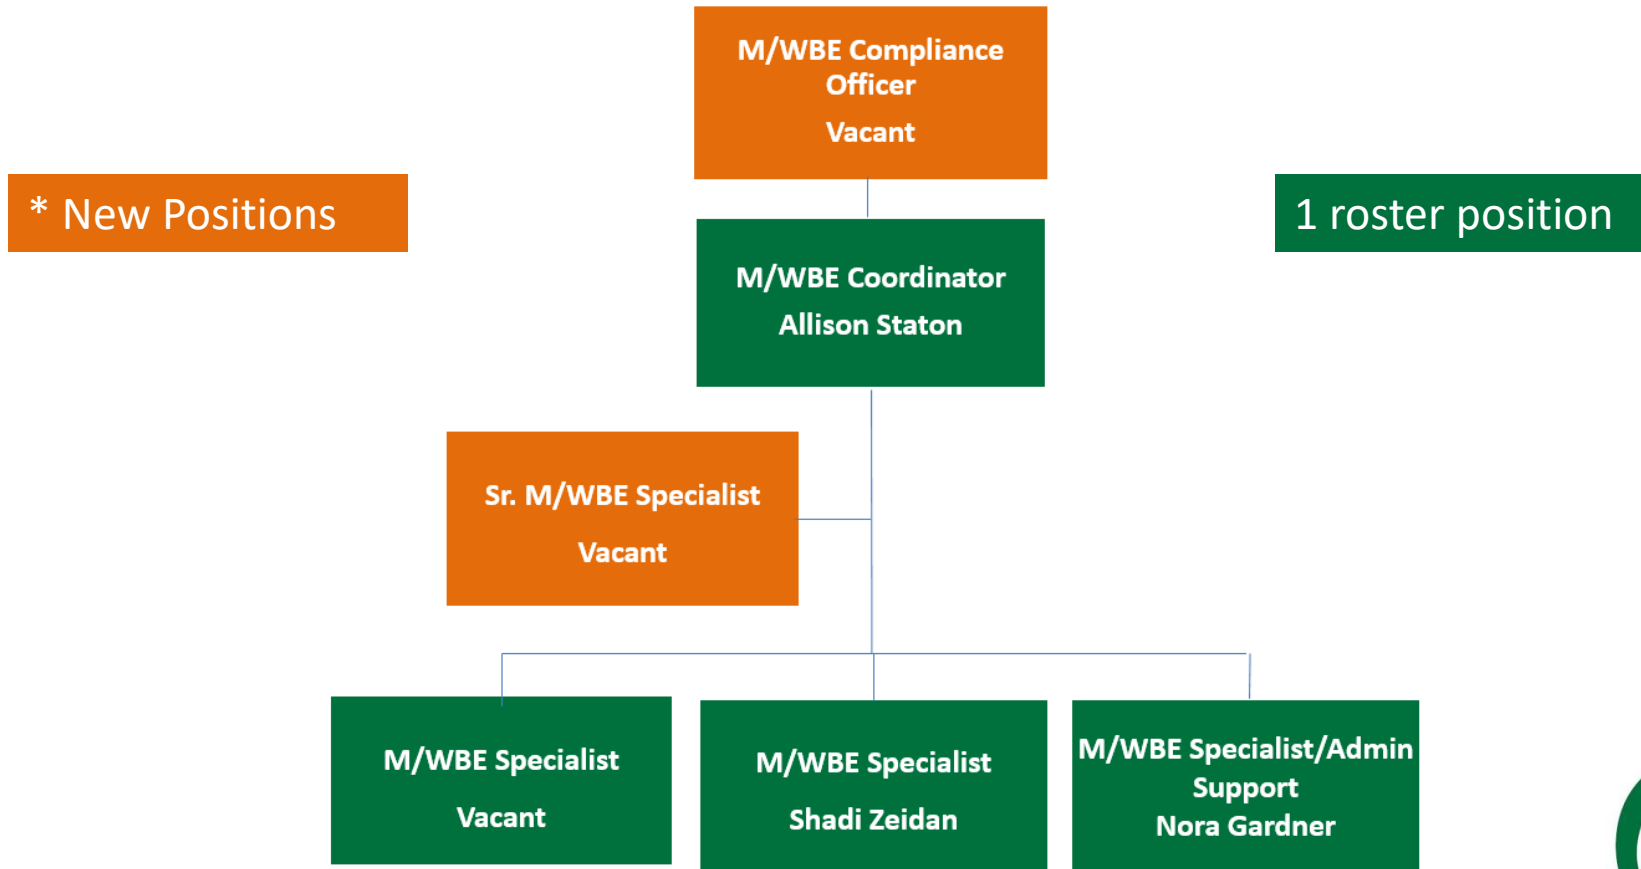 M/WBE Compliance
Officer
Vacant
* New Positions
1 roster position
M/WBE Coordinator
Allison Staton
Sr. M/WBE Specialist
Vacant
M/WBE Specialist
Vacant
M/WBE Specialist
Shadi Zeidan
M/WBE Specialist/Admin
Support
Nora Gardner